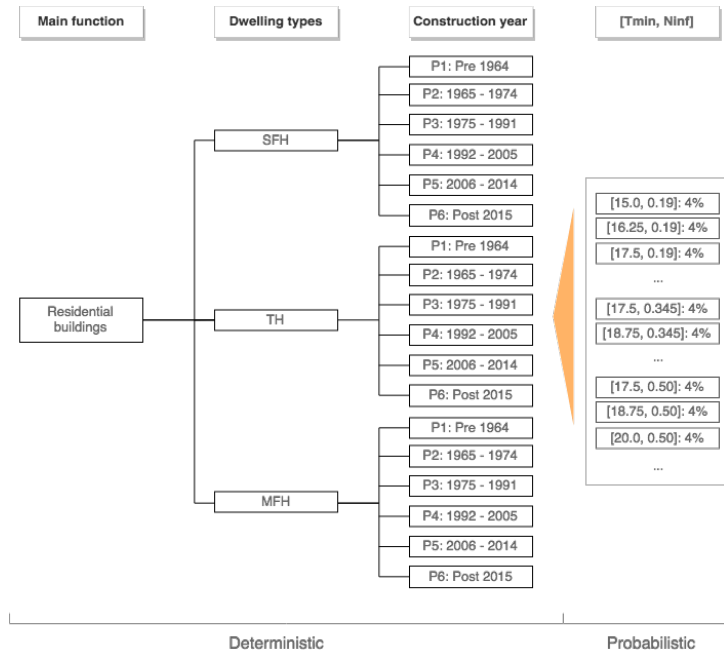 Main function
Dwelling types
Construction year
[Tmin, Ninf]
P1: Pre 1964
P2: 1965 - 1974
P3: 1975 - 1991
SFH
P4: 1992 - 2005
P5: 2006 - 2014
P6: Post 2015
P1: Pre 1964
P2: 1965 - 1974
P3: 1975 - 1991
Residential
buildings
TH
P4: 1992 - 2005
P5: 2006 - 2014
P6: Post 2015
P1: Pre 1964
P2: 1965 - 1974
P3: 1975 - 1991
MFH
P4: 1992 - 2005
P5: 2006 - 2014
P6: Post 2015
[15.0, 0.19]: 4%
[16.25, 0.19]: 4%
[17.5, 0.19]: 4%
...
[17.5, 0.345]: 4%
[18.75, 0.345]: 4%
...
[17.5, 0.50]: 4%
[18.75, 0.50]: 4%
[20.0, 0.50]: 4%
...
Deterministic
Probabilistic